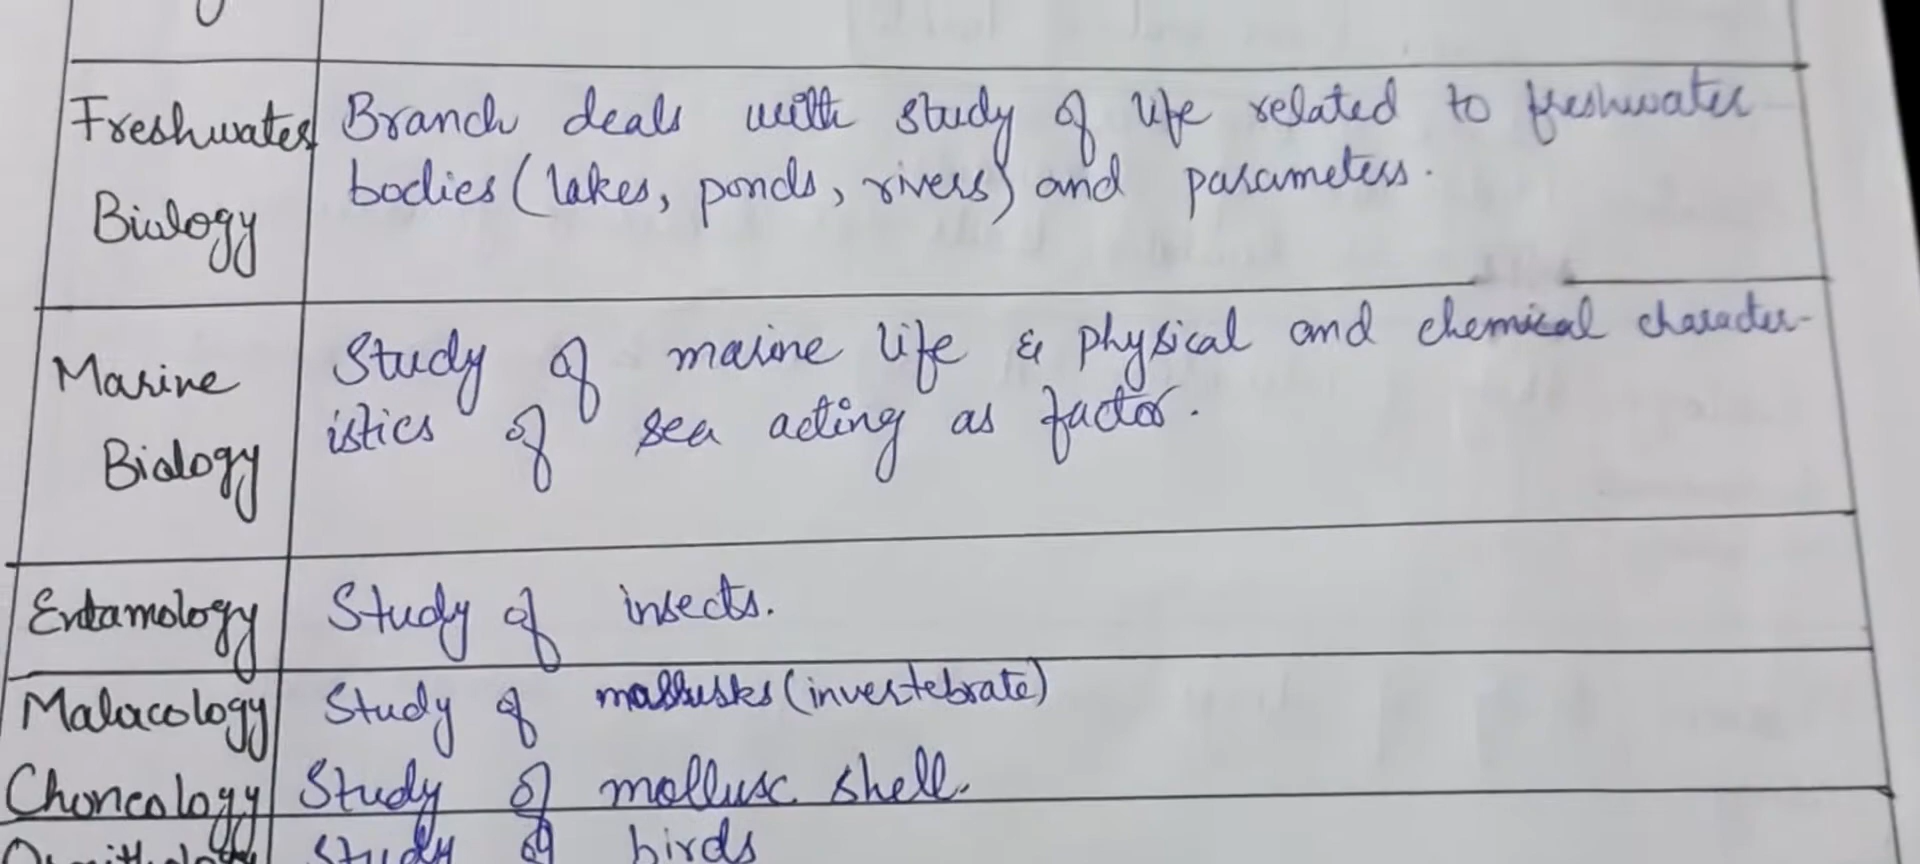 Freshwater Branch deals with study of life related to freshwater
Biology bodies (lakes, ponds, rivers) and parameters.
Marine Study of marine life & physical and chemical character-
Biology istics of sea acting as factor.
Entamology Study of insects.
Malacology Study of mollusks (invertebrate)
Choncology Study of mollusc shell.
Study of birds